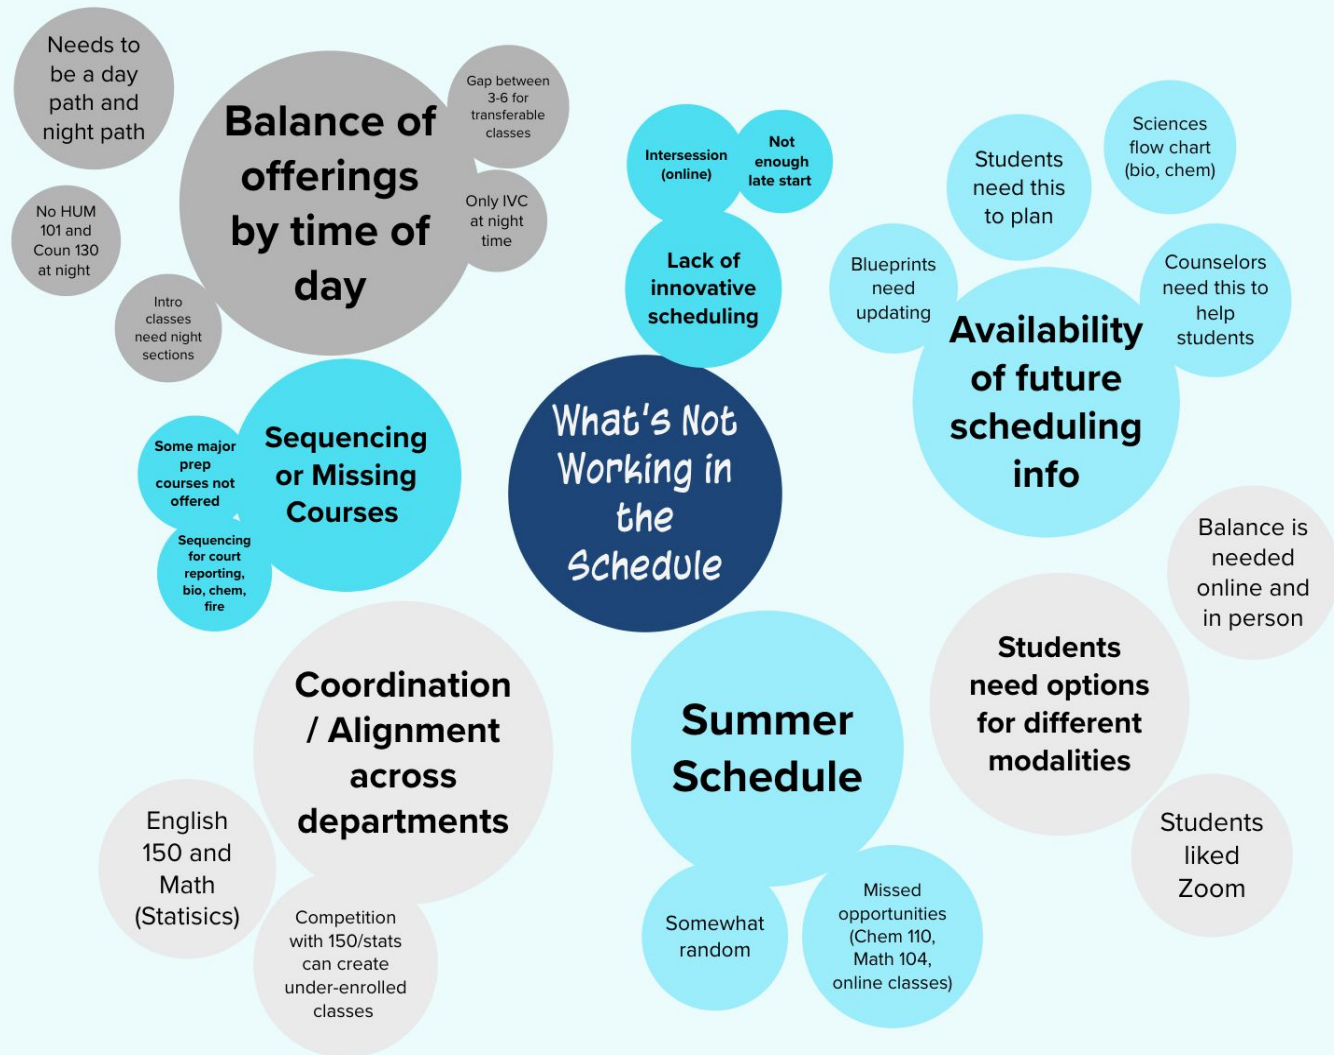 Needs to
be a day
path and
night path
Balance of
offerings
by time of
day
Gap between
3-6 for
transferable
classes
Only IVC
at night
time
No HUM
101 and
Coun 130
at night
Intro
classes
need night
sections
Intersession
(online)
Not
enough
late start
Lack of
innovative
scheduling
Students
need this
to plan
Sciences
flow chart
(bio, chem)
Blueprints
need
updating
Counselors
need this to
help
students
Availability
of future
scheduling
info
What's Not
Working in
the
Schedule
Some major
prep
courses not
offered
Sequencing
or Missing
Courses
Sequencing
for court
reporting,
bio, chem,
fire
Balance is
needed
online and
in person
Students
need options
for different
modalities
Students
liked
Zoom
Coordination
/ Alignment
across
departments
English
150 and
Math
(Statisics)
Competition
with 150/stats
can create
under-enrolled
classes
Summer
Schedule
Somewhat
random
Missed
opportunities
(Chem 110,
Math 104,
online classes)